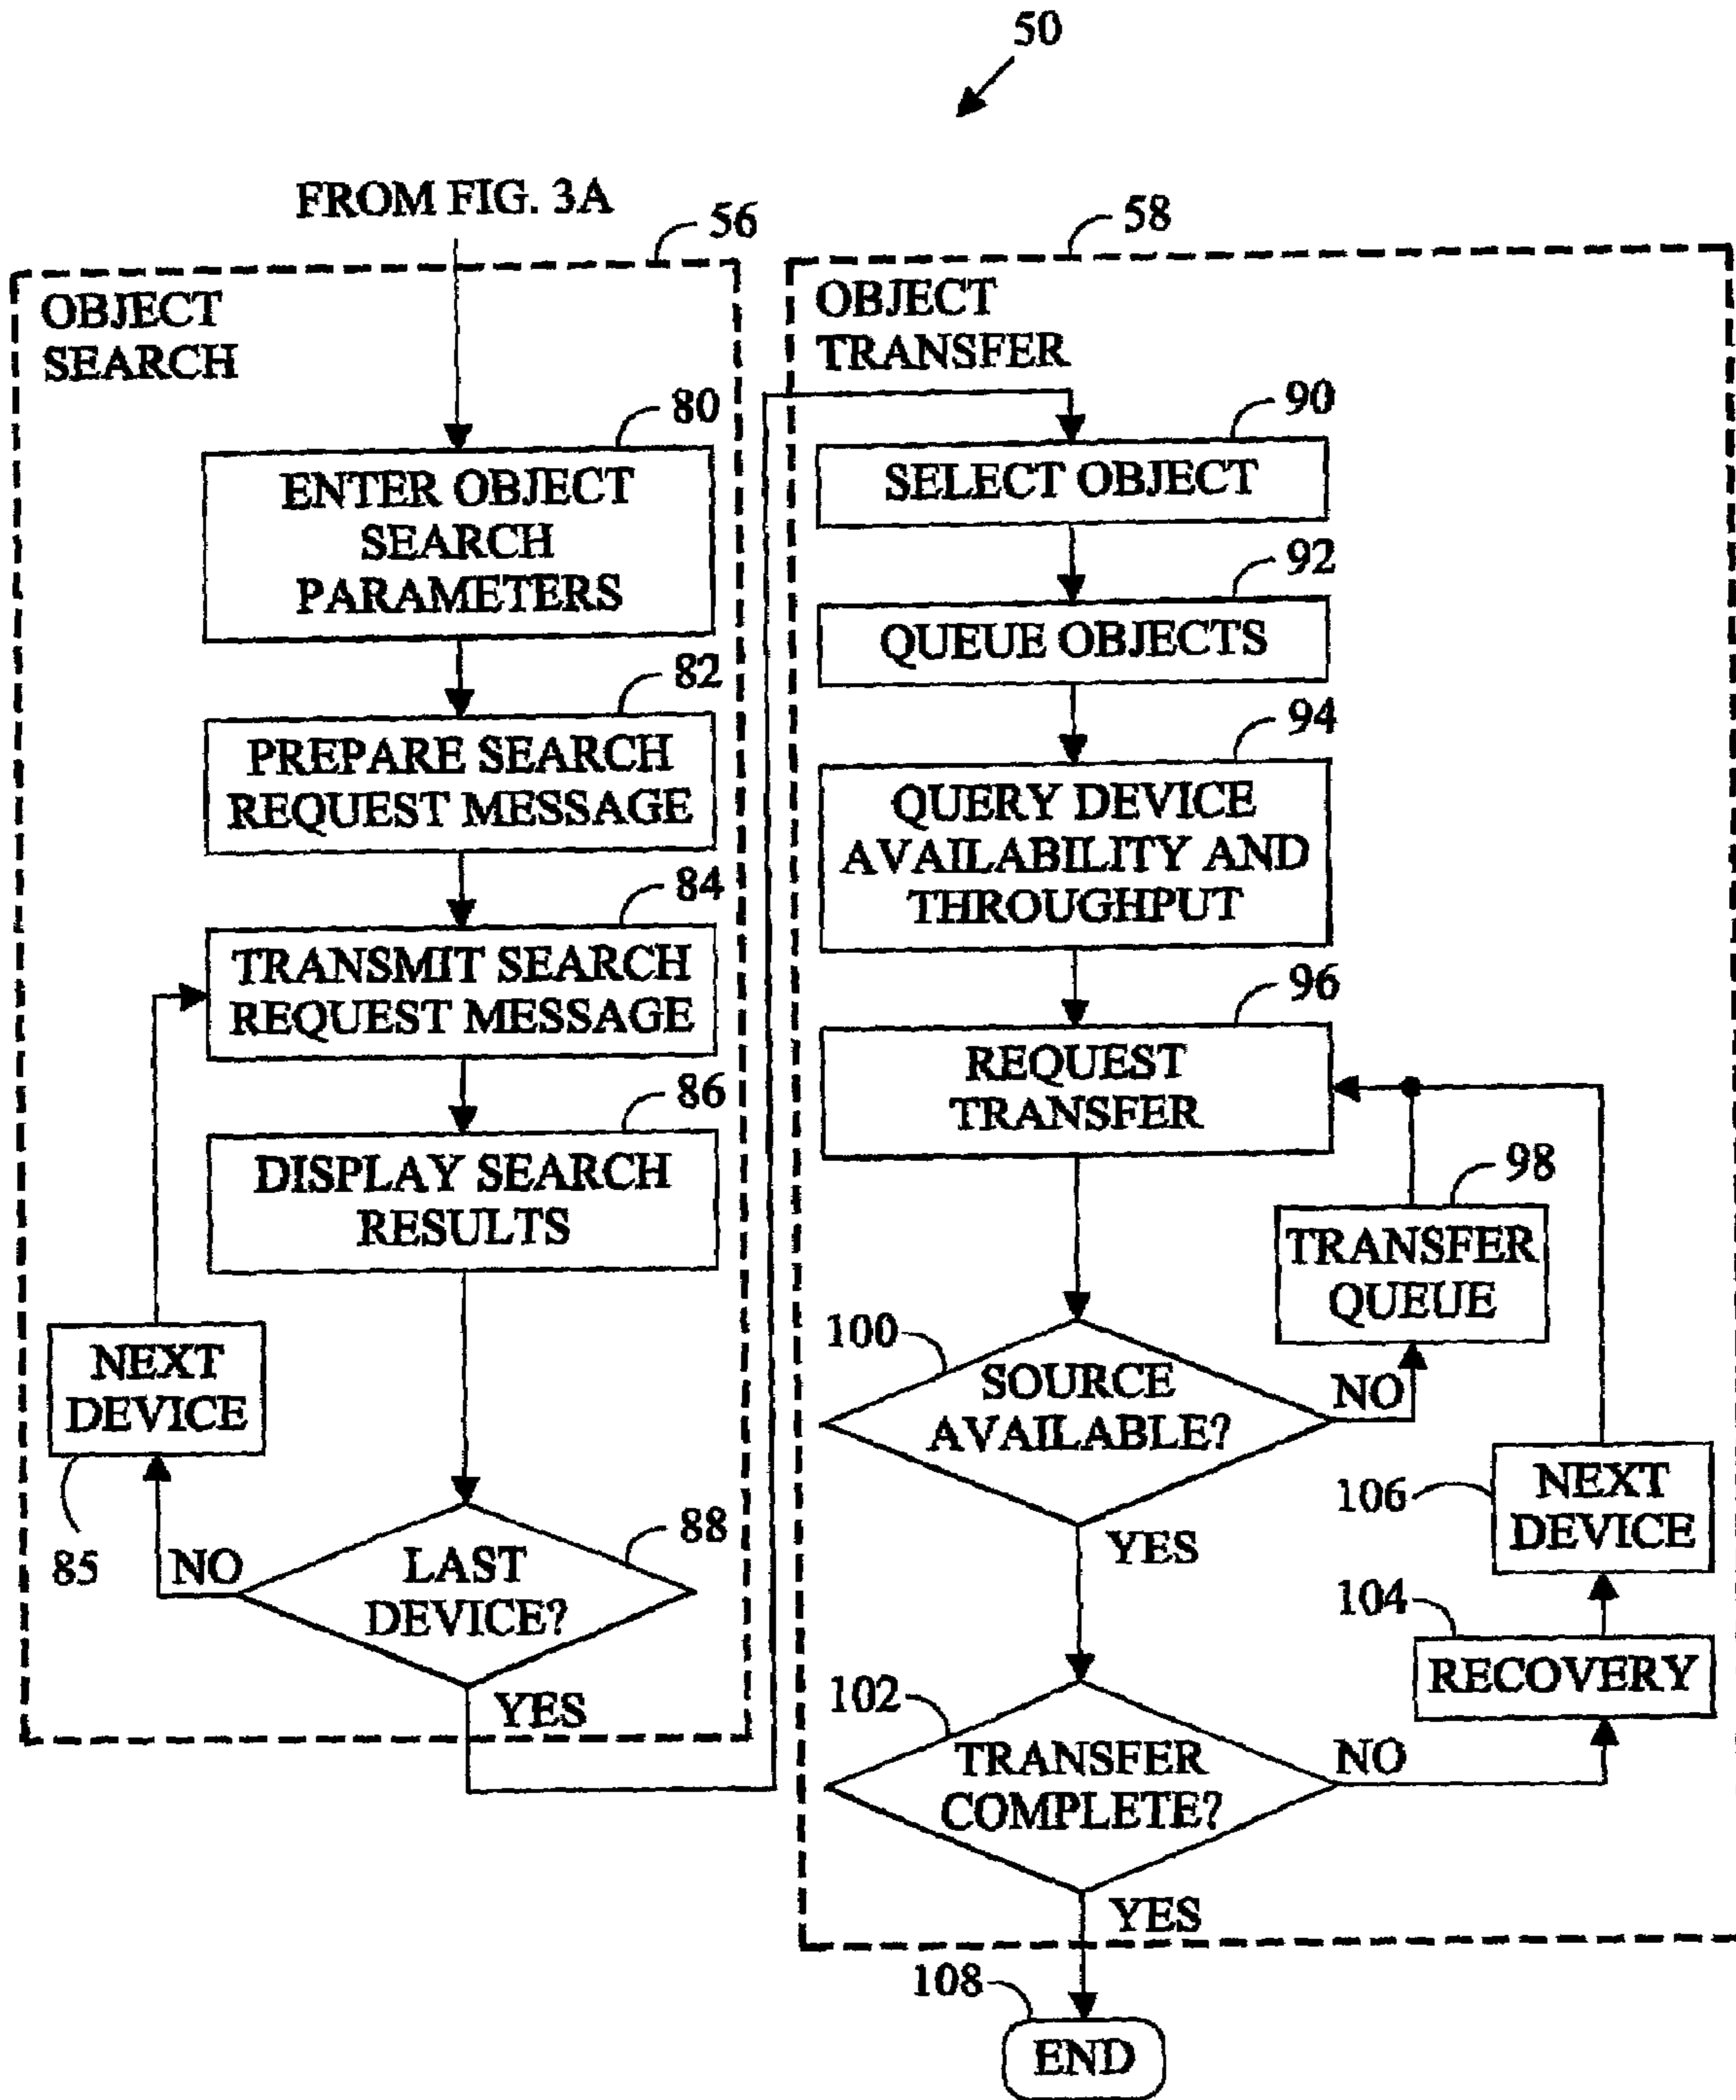 50
FROM FIG. 3A
56
OBJECT
SEARCH
80
ENTER OBJECT
SEARCH
PARAMETERS
82
PREPARE SEARCH
REQUEST MESSAGE
84
TRANSMIT SEARCH
REQUEST MESSAGE
86
DISPLAY SEARCH
RESULTS
NEXT
DEVICE
85
NO
88
LAST
DEVICE?
YES
58
OBJECT
TRANSFER
90
SELECT OBJECT
92
QUEUE OBJECTS
94
QUERY DEVICE
AVAILABILITY AND
THROUGHPUT
96
REQUEST
TRANSFER
98
TRANSFER
QUEUE
100
SOURCE
AVAILABLE?
NO
YES
106
NEXT
DEVICE
104
RECOVERY
102
TRANSFER
COMPLETE?
NO
YES
108
END